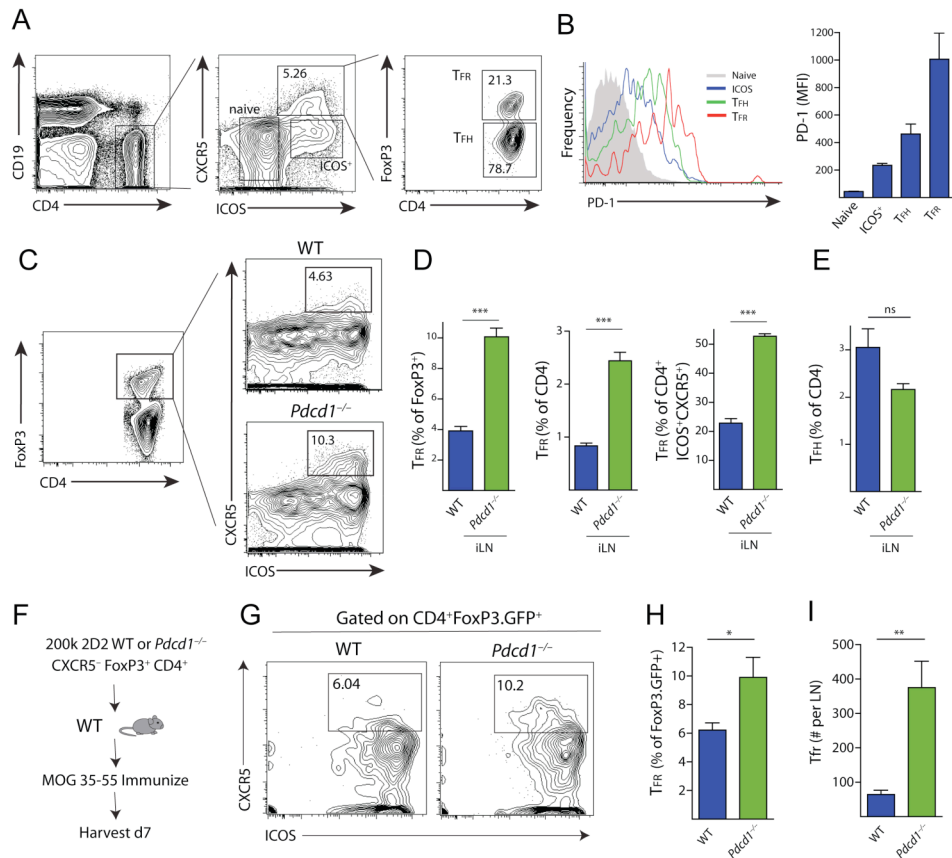 A
CD19
CD4
5.26
naive
ICOS⁺
CXCR5
ICOS
TFR
21.3
TFH
78.7
FoxP3
CD4
B
Frequency
PD-1
Naive
ICOS
TFH
TFR
PD-1 (MFI)
1200
1000
800
600
400
200
Naive
ICOS⁺
TFH
TFR
C
FoxP3
CD4
WT
4.63
Pdcd1⁻/⁻
10.3
CXCR5
ICOS
D
TFR (% of FoxP3⁺)
***
10
8
6
4
2
WT
Pdcd1⁻/⁻
iLN
TFR (% of CD4)
***
3
2
1
WT
Pdcd1⁻/⁻
iLN
TFR (% of CD4⁺
ICOS⁺CXCR5⁺)
***
50
40
30
20
10
WT
Pdcd1⁻/⁻
iLN
E
TFH (% of CD4)
ns
3
2
1
WT
Pdcd1⁻/⁻
iLN
F
200k 2D2 WT or Pdcd1⁻/⁻
CXCR5⁻ FoxP3⁺ CD4⁺
WT
MOG 35-55 Immunize
Harvest d7
G
Gated on CD4⁺FoxP3.GFP⁺
WT
Pdcd1⁻/⁻
6.04
10.2
CXCR5
ICOS
H
TFR (% of FoxP3.GFP+)
*
12
10
8
6
4
2
WT
Pdcd1⁻/⁻
I
Tfr (# per LN)
**
400
300
200
100
WT
Pdcd1⁻/⁻